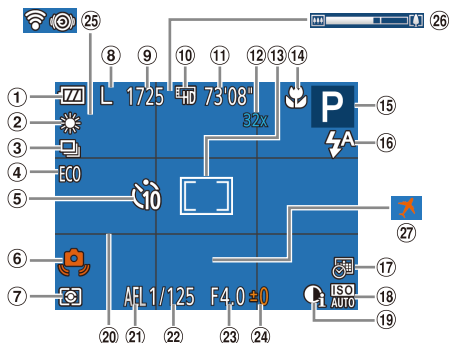 ㉕ ⑧ ⑨ ⑩ ⑪ ⑫ ⑬ ⑭ ㉖
① L 1725 HD 73'08" P ⑮
② 32x
③ A ⑯
④ ECO
⑤ 10
㉗
⑥ ⑰
⑦ AFL 1/125 F4.0 ±0 i ISO AUTO ⑱
⑳ ㉑ ㉒ ㉓ ㉔ ⑲